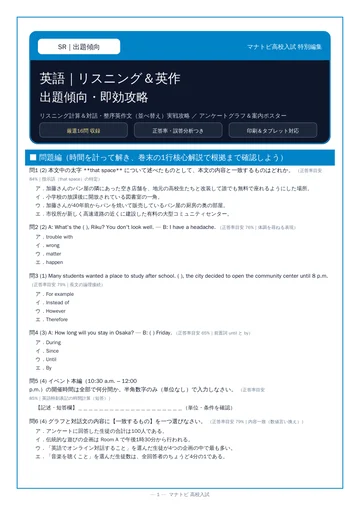 SR｜出題傾向
マナトビ高校入試 特別編集
英語｜リスニング＆英作
出題傾向・即効攻略
リスニング計算＆対話・整序英作文（並べ替え）実戦攻略 ／ アンケートグラフ＆案内ポスター
厳選16問 収録
正答率・誤答分析つき
印刷＆タブレット対応
■ 問題編（時間を計って解き、巻末の1行核心解説で根拠まで確認しよう）
問1 (2) 本文中の太字 **that space** について述べたものとして、本文の内容と一致するものはどれか。（正答率目安
ア．加藤さんのパン屋の隣にあった空き店舗を、地元の高校生たちと改装して誰でも無料で座れるようにした場所。
イ．小学校の放課後に開放されている図書室の一角。
ウ．加藤さんが40年前からパンを焼いて販売しているパン屋の厨房の奥の部屋。
エ．市役所が新しく高速道路の近くに建設した有料の大型コミュニティセンター。
問2 (2) A: What's the ( ), Riku? You don't look well. — B: I have a headache.
ア．trouble with
イ．wrong
ウ．matter
エ．happen
問3 (1) Many students wanted a place to study after school. ( ), the city decided to open the community center until 8 p.m.
ア．For example
イ．Instead of
ウ．However
エ．Therefore
問4 (3) A: How long will you stay in Osaka? — B: ( ) Friday.（正答率目安 80%｜前置詞 until と by）
ア．During
イ．Since
ウ．Until
エ．By
問5 (4) イベント本編（10:30 a.m. – 12:00
p.m.）の開催時間は全部で何分間か。半角数字のみ（単位なし）で入力しなさい。（正答率目安
【記述・短答欄】＿＿＿＿＿＿＿＿＿＿＿＿＿＿＿＿＿＿＿＿（単位・条件を確認）
問6 (4) グラフと対話文の内容に【一致するもの】を一つ選びなさい。
ア．アンケートに回答した生徒の合計は100人である。
イ．伝統的な遊びの企画は Room A で午後1時30分から行われる。
ウ．「英語でオンライン対話すること」を選んだ生徒が4つの企画の中で最も多い。
エ．「音楽を聴くこと」を選んだ生徒数は、全回答者のちょうど4分の1である。
— 1 — マナトビ 高校入試